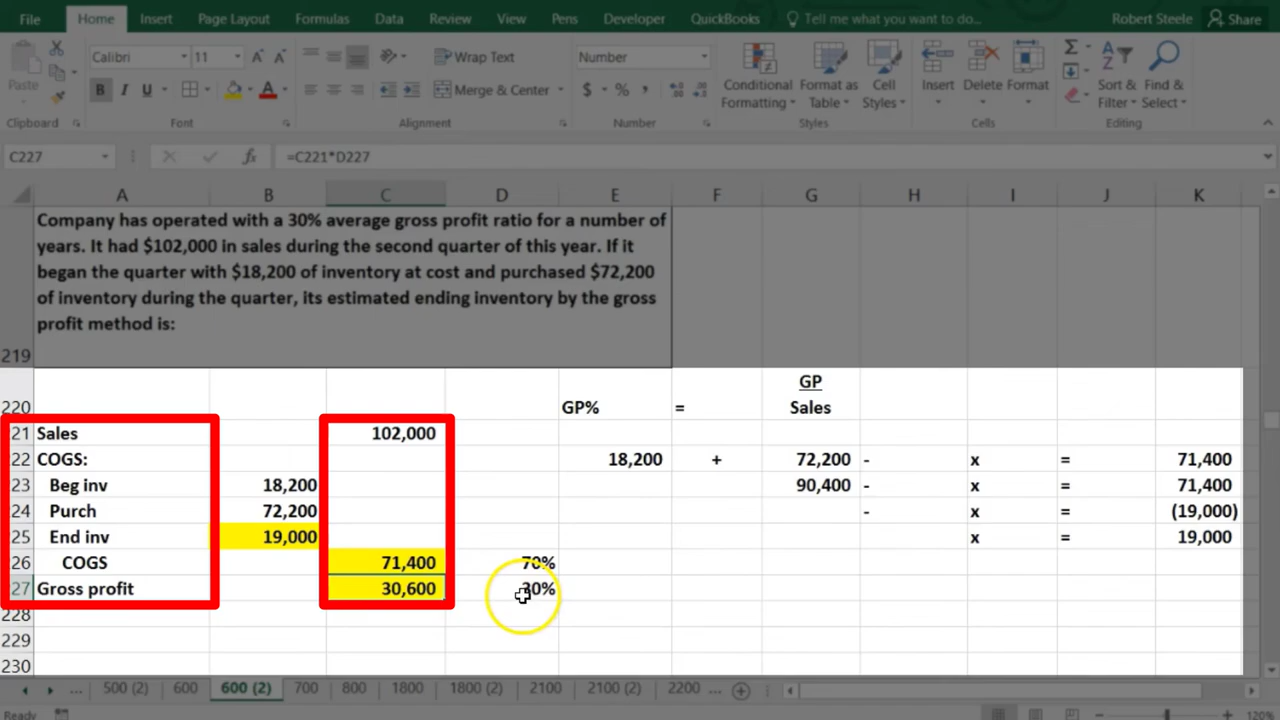 File Home Insert Page Layout Formulas Data Review View Pens Developer QuickBooks Tell me what you want to do... Robert Steele Share
Calibri 11 Wrap Text Number Σ
Paste B I U A Merge & Center $ % , Conditional Formatting Format as Table Cell Styles Insert Delete Format Sort & Filter Find & Select
Clipboard Font Alignment Number Styles Cells Editing
C227 fx =C221*D227
A B C D E F G H I J K
Company has operated with a 30% average gross profit ratio for a number of
years. It had $102,000 in sales during the second quarter of this year. If it
began the quarter with $18,200 of inventory at cost and purchased $72,200
of inventory during the quarter, its estimated ending inventory by the gross
profit method is:
219
GP
220 GP% = Sales
21 Sales 102,000
22 COGS: 18,200 + 72,200 - x = 71,400
23 Beg inv 18,200 90,400 - x = 71,400
24 Purch 72,200 - x = (19,000)
25 End inv 19,000 x = 19,000
26 COGS 71,400 70%
27 Gross profit 30,600 30%
228
229
230
... 500 (2) 600 600 (2) 700 800 1800 1800 (2) 2100 2100 (2) 2200 ...
Ready 120%